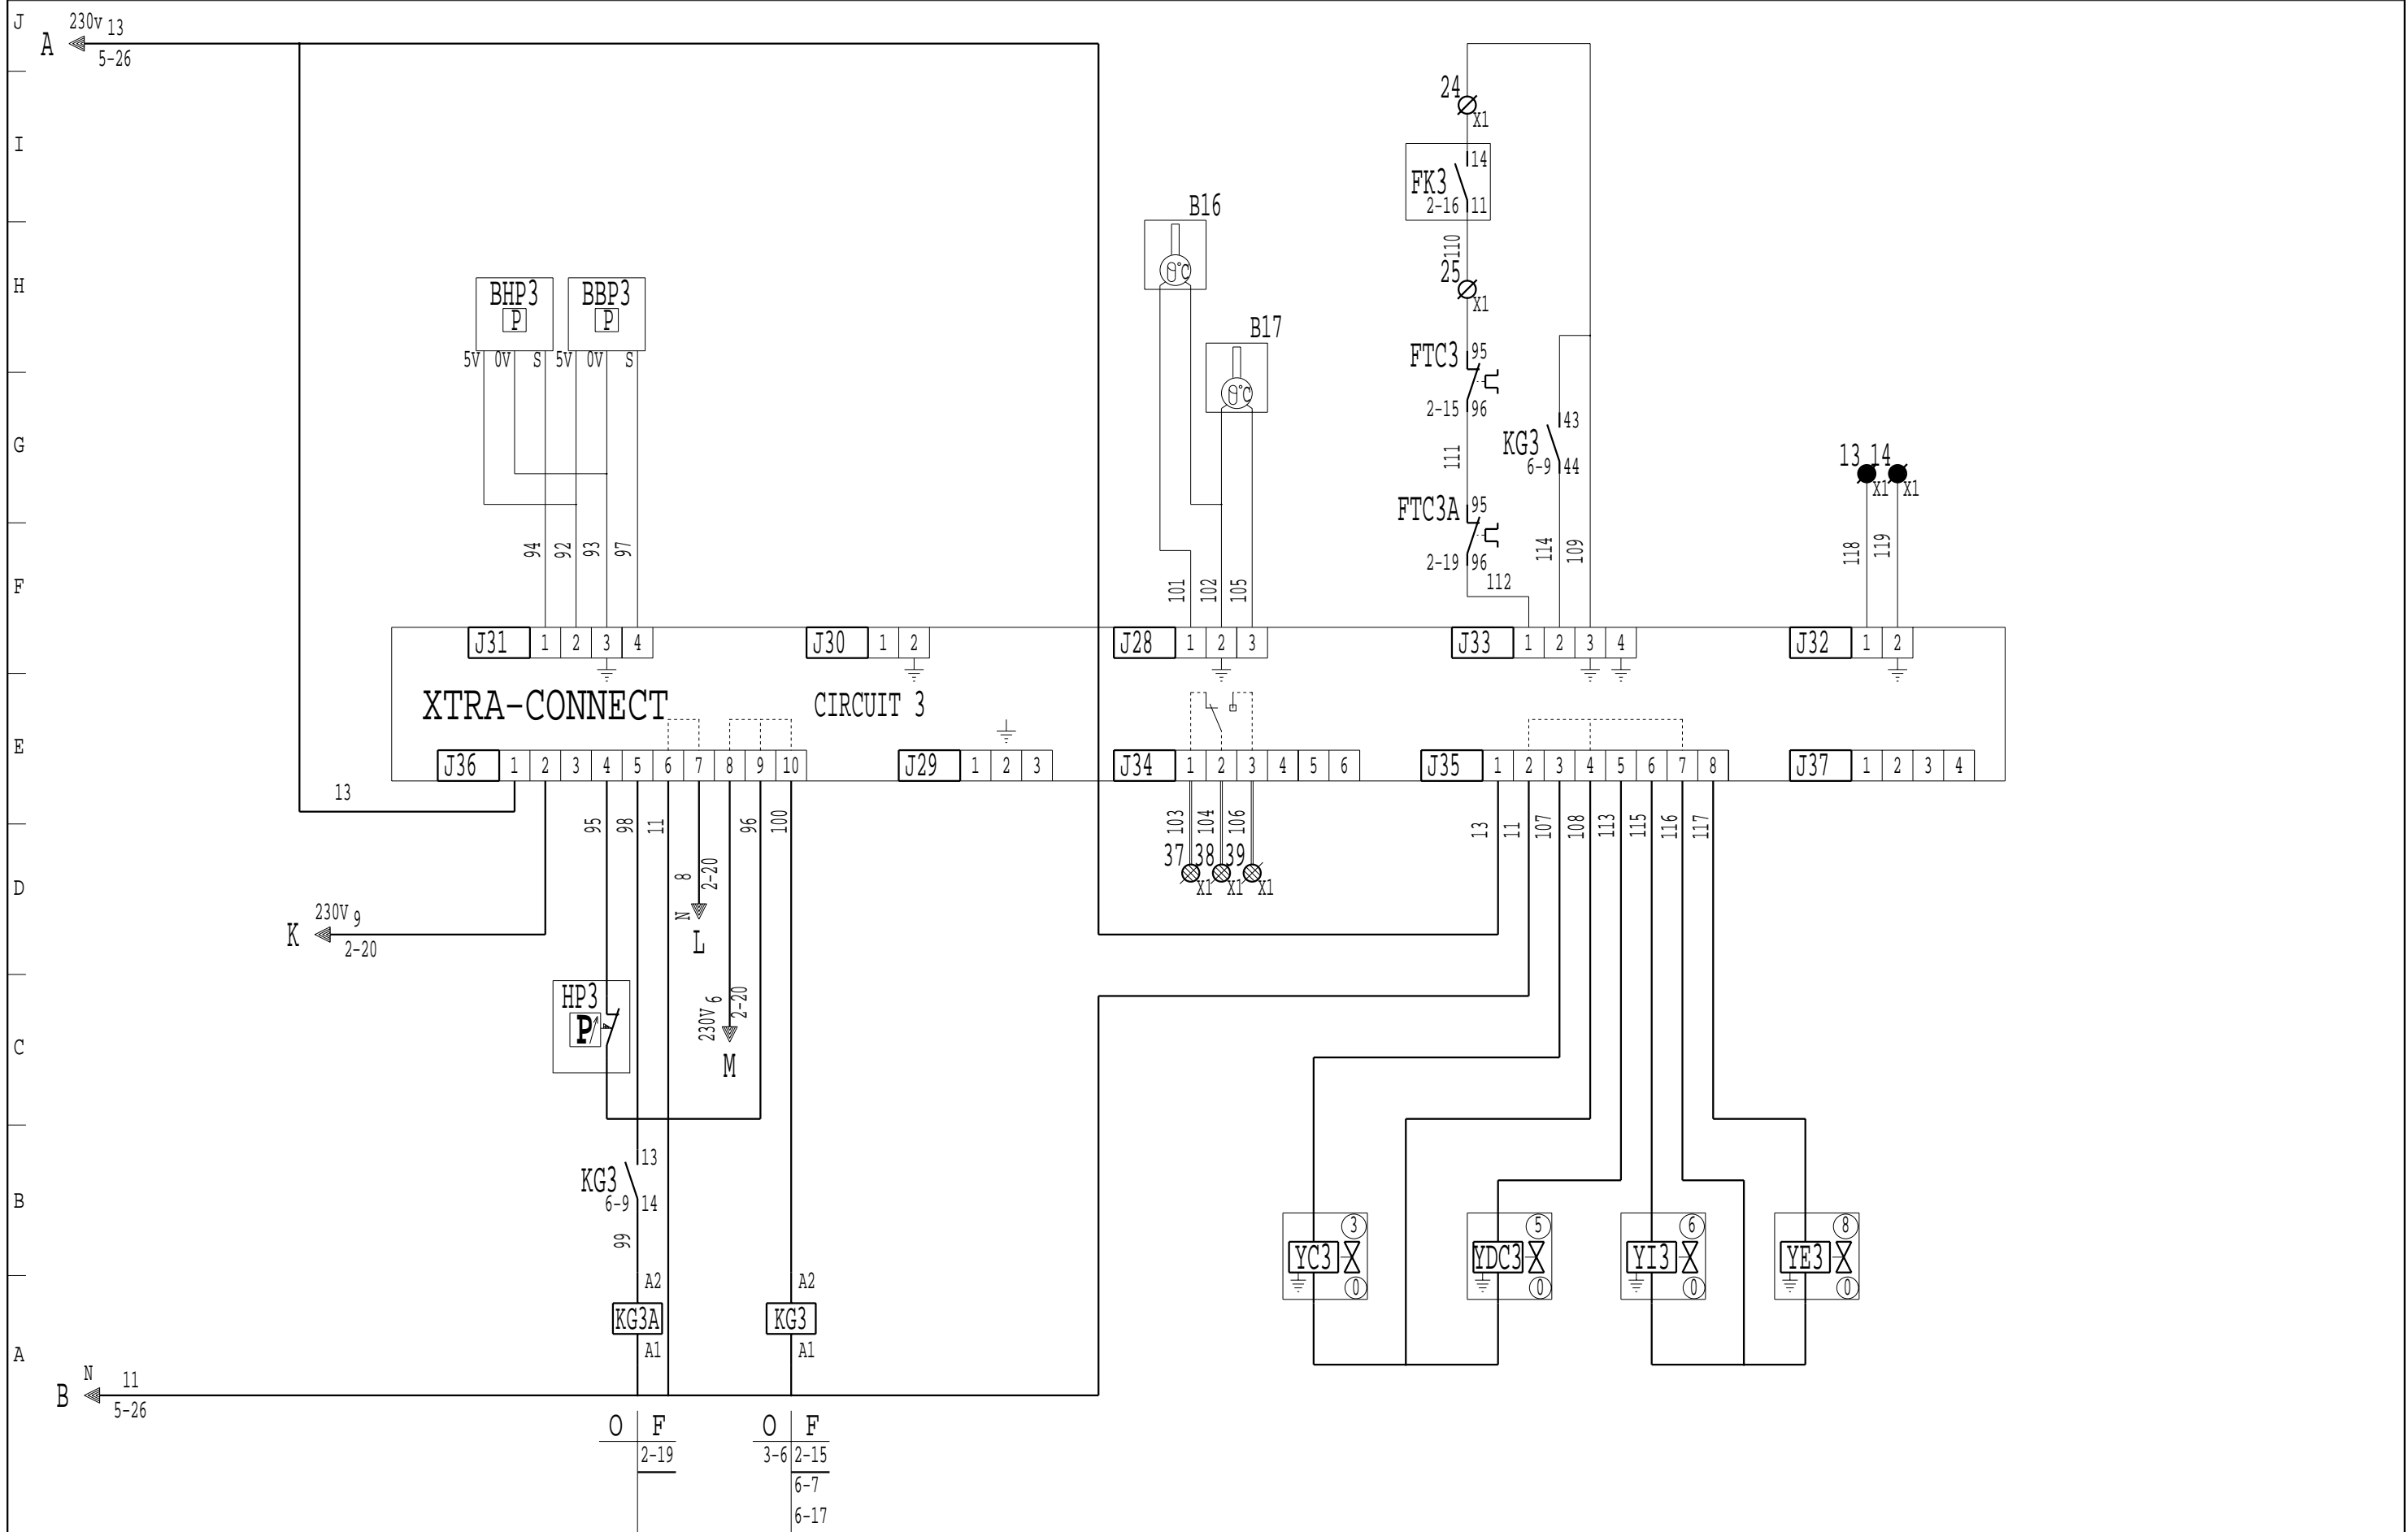 J
230v 13
A
5-26
24
X1
I
14
FK3
2-16 11
B16
θ°C
110
H
25
X1
BHP3 BBP3
P P
5V 0V S 5V 0V S
B17
θ°C
FTC3 95
2-15 96
43
KG3
6-9 44
G
111
13 14
X1 X1
FTC3A 95
2-19 96
94 92 93 97
114 109
118 119
F
101 102 105
112
J31 1 2 3 4
J30 1 2
J28 1 2 3
J33 1 2 3 4
J32 1 2
XTRA-CONNECT
CIRCUIT 3
E
J36 1 2 3 4 5 6 7 8 9 10
J29 1 2 3
J34 1 2 3 4 5 6
J35 1 2 3 4 5 6 7 8
J37 1 2 3 4
13
95 98 11 96 100
103 104 106
13 11 107 108 113 115 116 117
37 38 39
X1 X1 X1
D
8 2-20
N
L
230V 9
K
2-20
HP3
P
230V 6 2-20
M
C
13
KG3
6-9 14
B
99
3 5 6 8
YC3 YDC3 YI3 YE3
0 0 0 0
A2 A2
KG3A KG3
A1 A1
A
N 11
B
5-26
O F O F
2-19 3-6 2-15
6-7
6-17